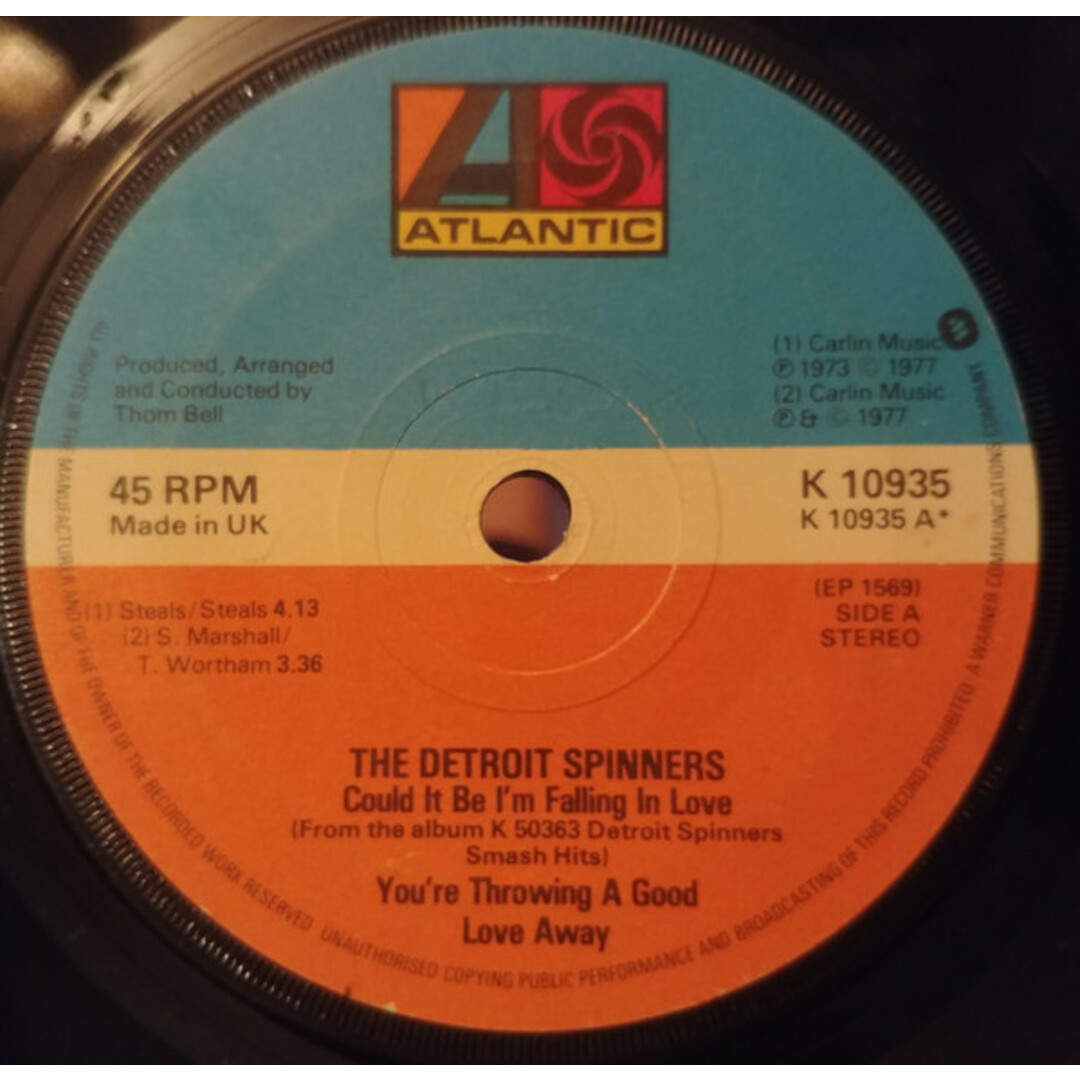 ATLANTIC
Produced, Arranged
and Conducted by
Thom Bell
(1) Carlin Music
℗ 1973 © 1977
(2) Carlin Music
℗ & © 1977
45 RPM
Made in UK
K 10935
K 10935 A*
(1) Steals/Steals 4.13
(2) S. Marshall/
T. Wortham 3.36
(EP 1569)
SIDE A
STEREO
THE DETROIT SPINNERS
Could It Be I'm Falling In Love
(From the album K 50363 Detroit Spinners
Smash Hits)
You're Throwing A Good
Love Away
ALL RIGHTS OF THE MANUFACTURER AND OF THE OWNER OF THE RECORDED WORK RESERVED UNAUTHORISED COPYING PUBLIC PERFORMANCE AND BROADCASTING OF THIS RECORD PROHIBITED A WARNER COMMUNICATIONS COMPANY